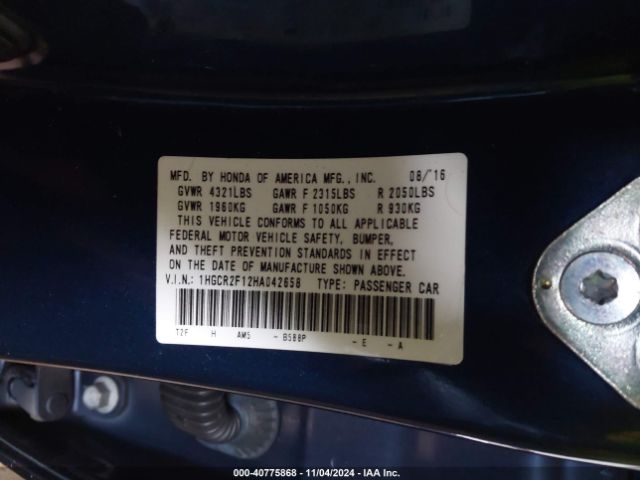 MFD. BY HONDA OF AMERICA MFG., INC. 08/'16
GVWR 4321LBS GAWR F 2315LBS R 2050LBS
GVWR 1960KG GAWR F 1050KG R 930KG
THIS VEHICLE CONFORMS TO ALL APPLICABLE
FEDERAL MOTOR VEHICLE SAFETY, BUMPER,
AND THEFT PREVENTION STANDARDS IN EFFECT
ON THE DATE OF MANUFACTURE SHOWN ABOVE.
V.I.N.: 1HGCR2F12HA042658 TYPE: PASSENGER CAR
T2F H AM5 - B588P - E - A
000-40775868 - 11/04/2024 - IAA Inc.